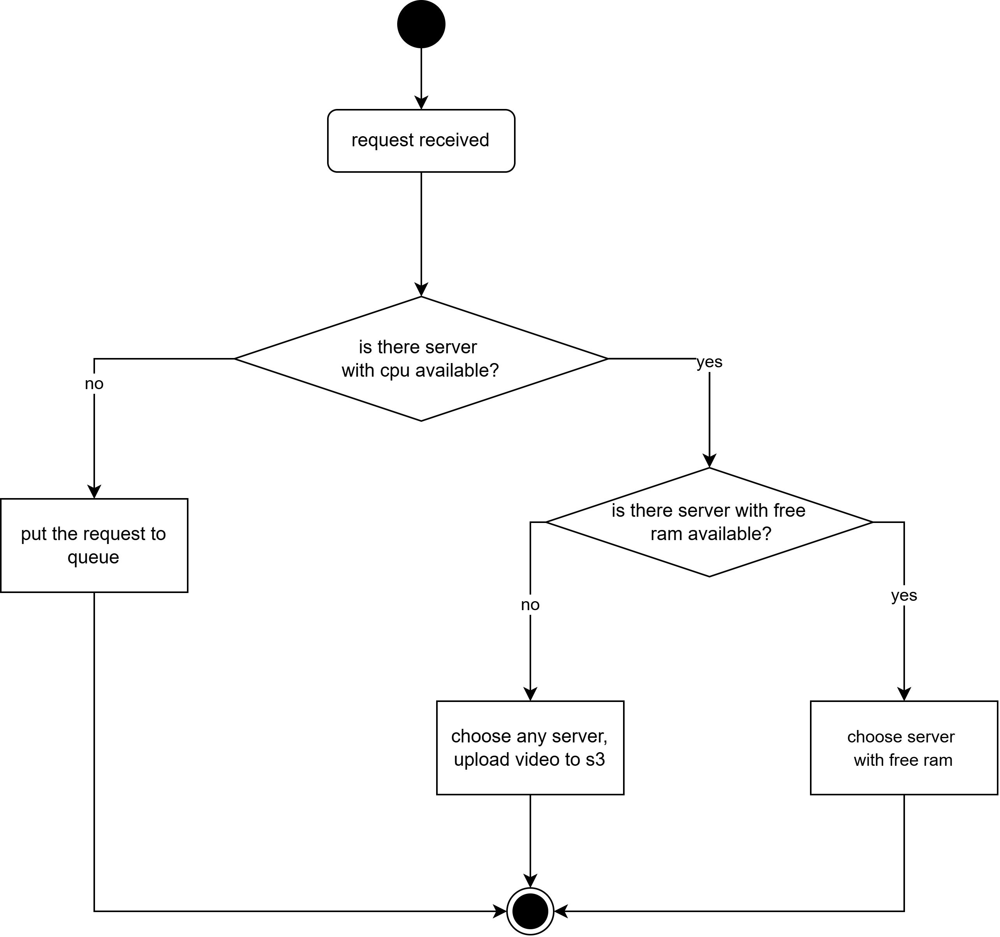 request received
is there server
with cpu available?
no
yes
put the request to
queue
is there server with free
ram available?
no
yes
choose any server,
upload video to s3
choose server
with free ram